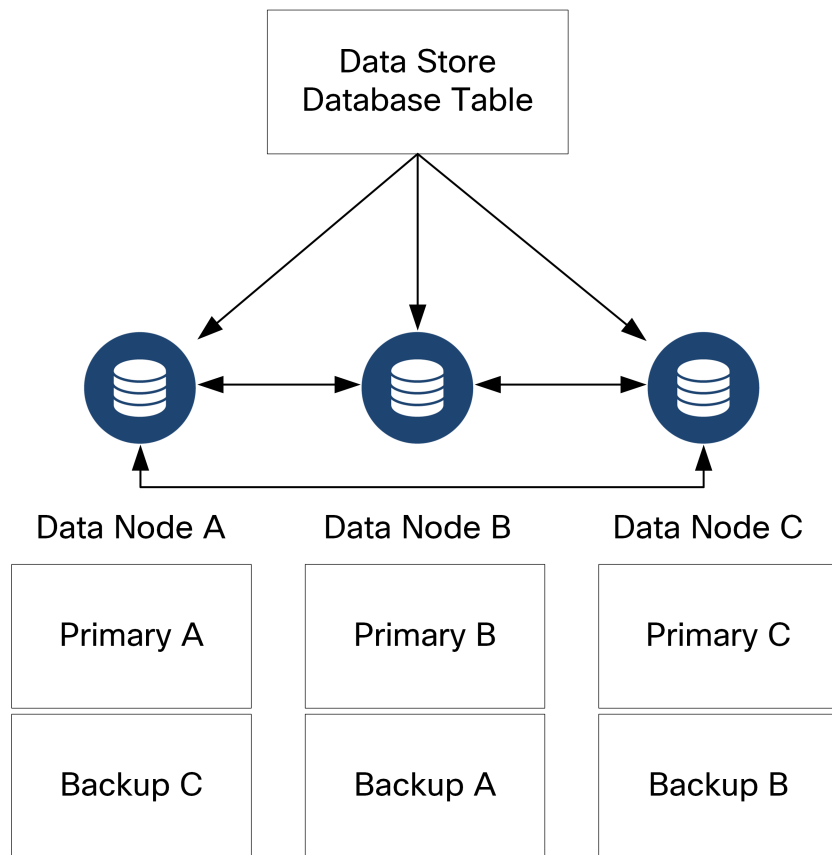 Data Store
Database Table
Data Node A
Data Node B
Data Node C
Primary A
Primary B
Primary C
Backup C
Backup A
Backup B